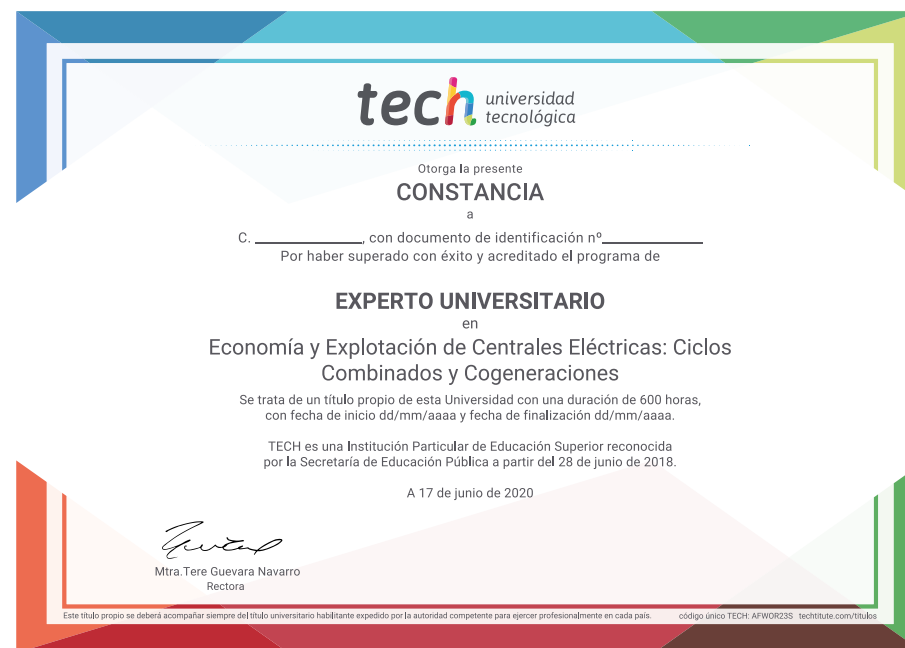 tech universidad
tecnológica
Otorga la presente
CONSTANCIA
a
C. ______________, con documento de identificación nº_____________
Por haber superado con éxito y acreditado el programa de
EXPERTO UNIVERSITARIO
en
Economía y Explotación de Centrales Eléctricas: Ciclos
Combinados y Cogeneraciones
Se trata de un título propio de esta Universidad con una duración de 600 horas,
con fecha de inicio dd/mm/aaaa y fecha de finalización dd/mm/aaaa.
TECH es una Institución Particular de Educación Superior reconocida
por la Secretaría de Educación Pública a partir del 28 de junio de 2018.
A 17 de junio de 2020
Mtra.Tere Guevara Navarro
Rectora
Este título propio se deberá acompañar siempre del título universitario habilitante expedido por la autoridad competente para ejercer profesionalmente en cada país. código único TECH: AFWOR23S techtitute.com/títulos